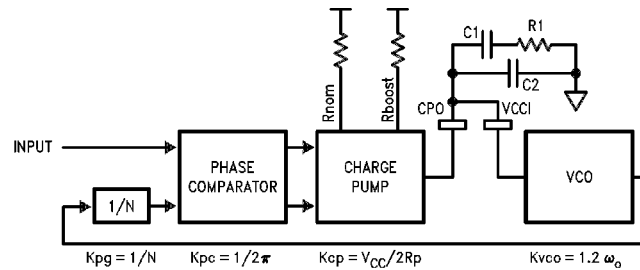 C1
R1
C2
Rnom
Rboost
CPO
VCCI
INPUT
PHASE
COMPARATOR
CHARGE
PUMP
VCO
1/N
Kpg = 1/N
Kpc = 1/2π
Kcp = VCC/2Rp
Kvco = 1.2 ωo